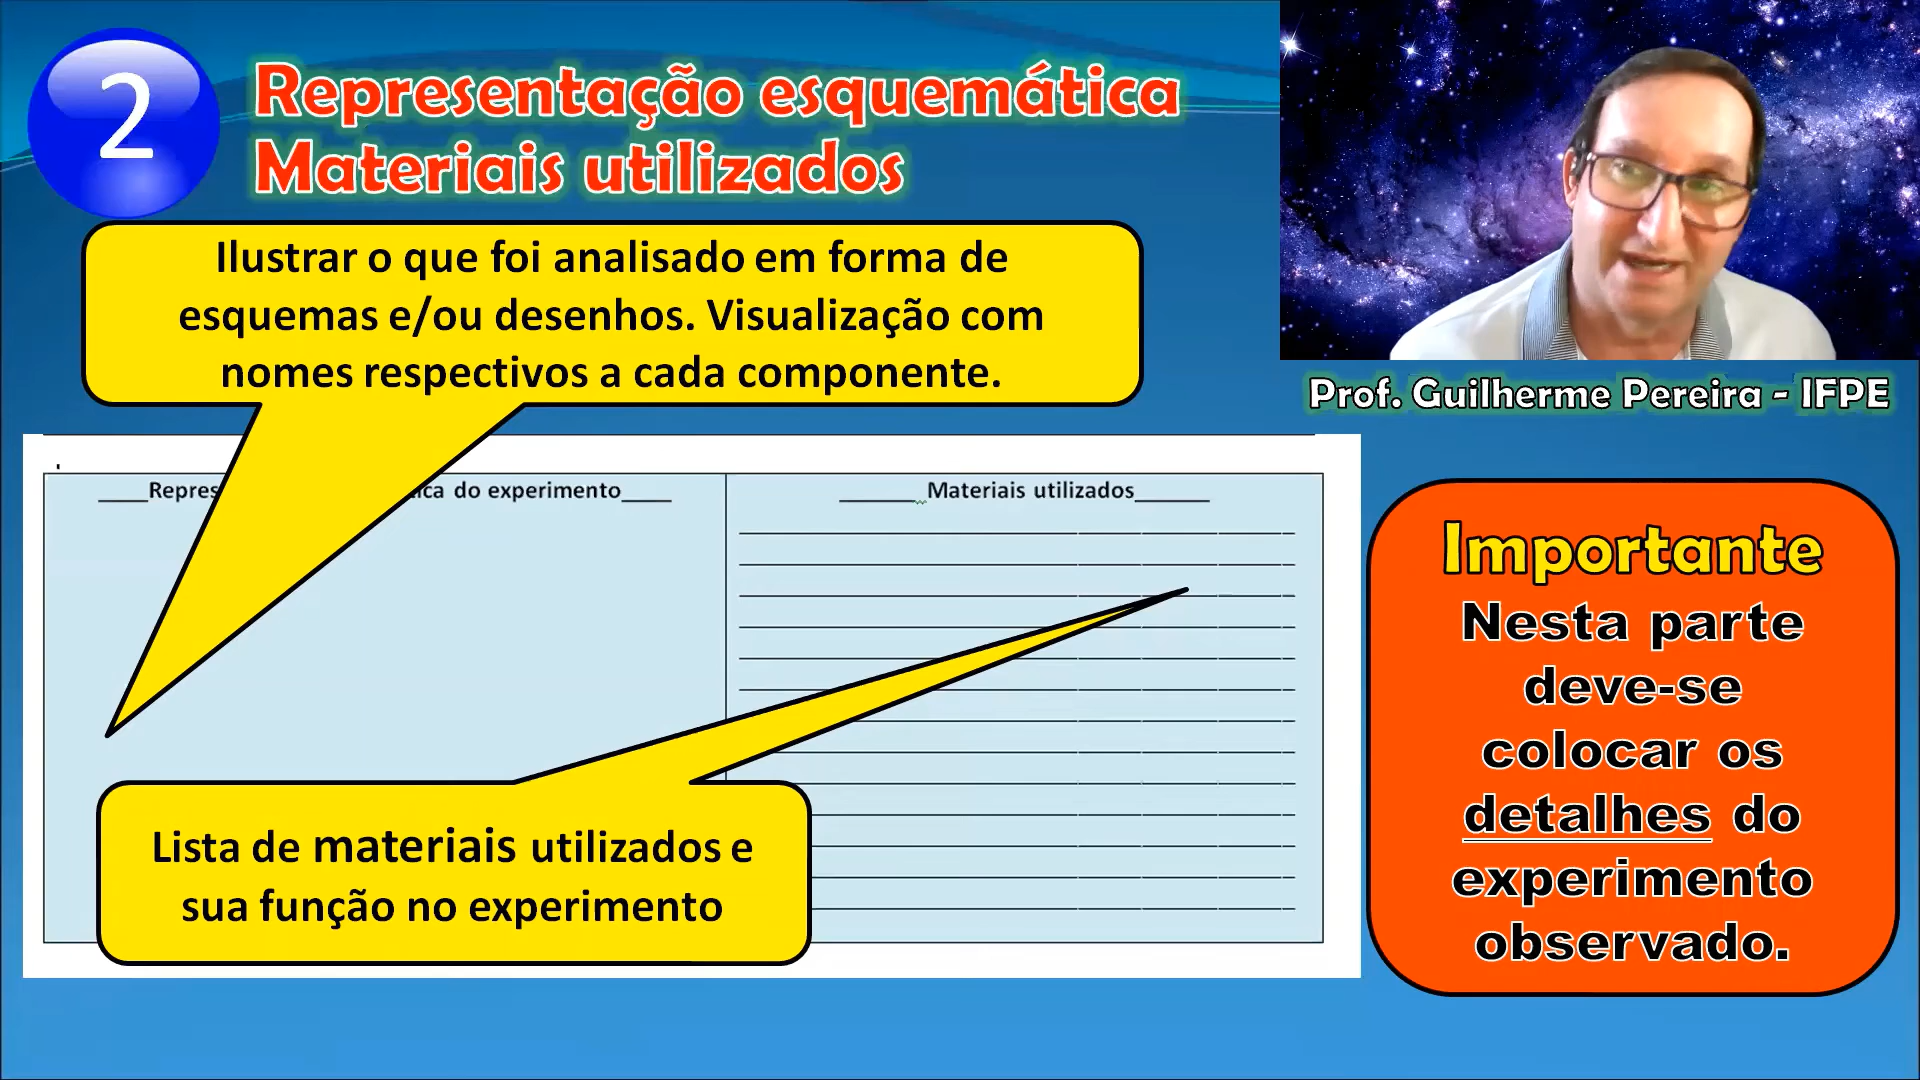 2
Representação esquemática
Materiais utilizados
Ilustrar o que foi analisado em forma de
esquemas e/ou desenhos. Visualização com
nomes respectivos a cada componente.
Prof. Guilherme Pereira - IFPE
____Repres ica do experimento____
______Materiais utilizados______
Lista de materiais utilizados e
sua função no experimento
Importante
Nesta parte
deve-se
colocar os
detalhes do
experimento
observado.